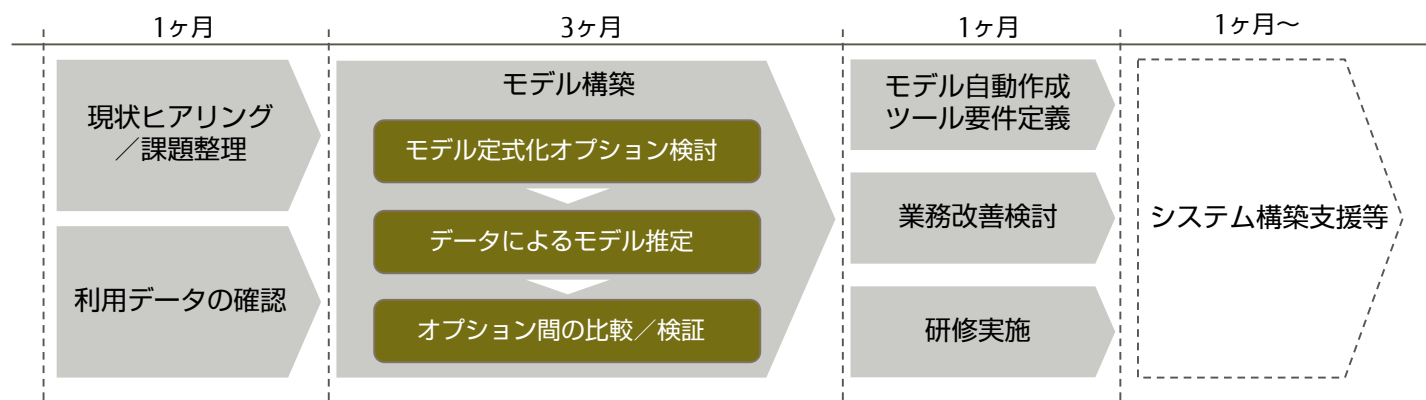 1ヶ月
3ヶ月
1ヶ月
1ヶ月～
現状ヒアリング
／課題整理
利用データの確認
モデル構築
モデル定式化オプション検討
データによるモデル推定
オプション間の比較／検証
モデル自動作成
ツール要件定義
業務改善検討
研修実施
システム構築支援等